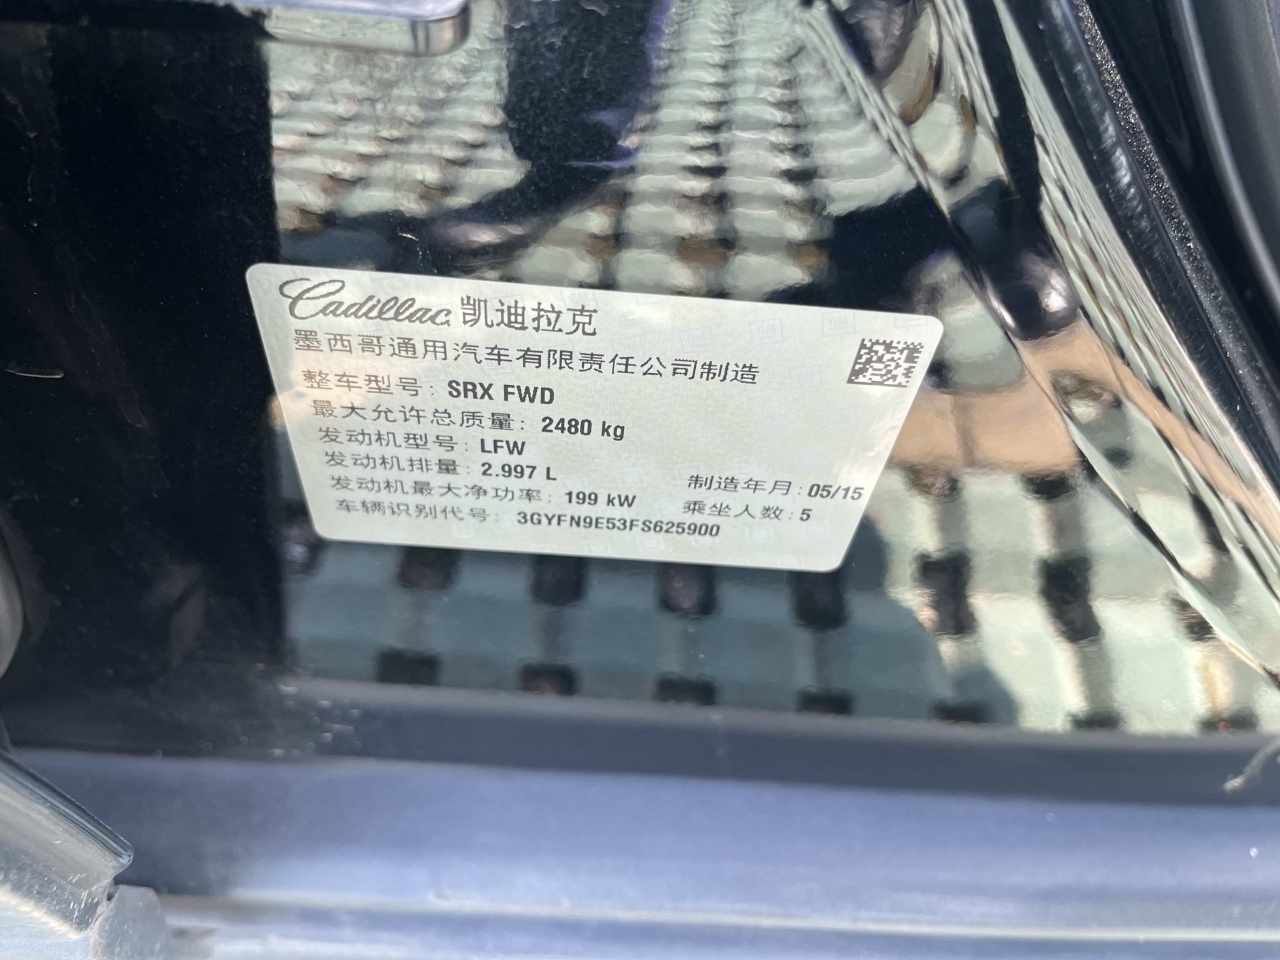 Cadillac 凯迪拉克
墨西哥通用汽车有限责任公司制造
整车型号: SRX FWD
最大允许总质量: 2480 kg
发动机型号: LFW
发动机排量: 2.997 L
制造年月: 05/15
发动机最大净功率: 199 kW
乘坐人数: 5
车辆识别代号: 3GYFN9E53FS625900